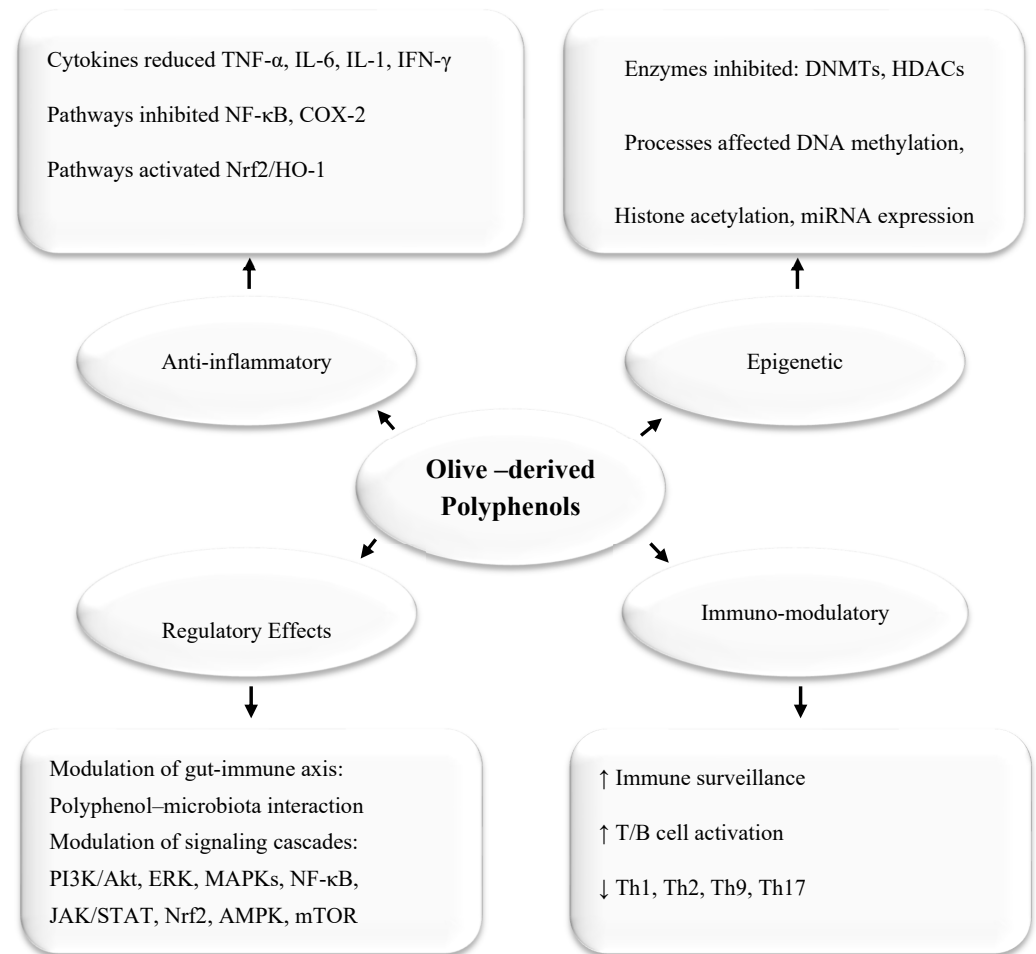 Cytokines reduced TNF-α, IL-6, IL-1, IFN-γ
Pathways inhibited NF-κB, COX-2
Pathways activated Nrf2/HO-1
Enzymes inhibited: DNMTs, HDACs
Processes affected DNA methylation,
Histone acetylation, miRNA expression
Anti-inflammatory
Epigenetic
Olive –derived
Polyphenols
Regulatory Effects
Immuno-modulatory
Modulation of gut-immune axis:
Polyphenol–microbiota interaction
Modulation of signaling cascades:
PI3K/Akt, ERK, MAPKs, NF-κB,
JAK/STAT, Nrf2, AMPK, mTOR
↑ Immune surveillance
↑ T/B cell activation
↓ Th1, Th2, Th9, Th17